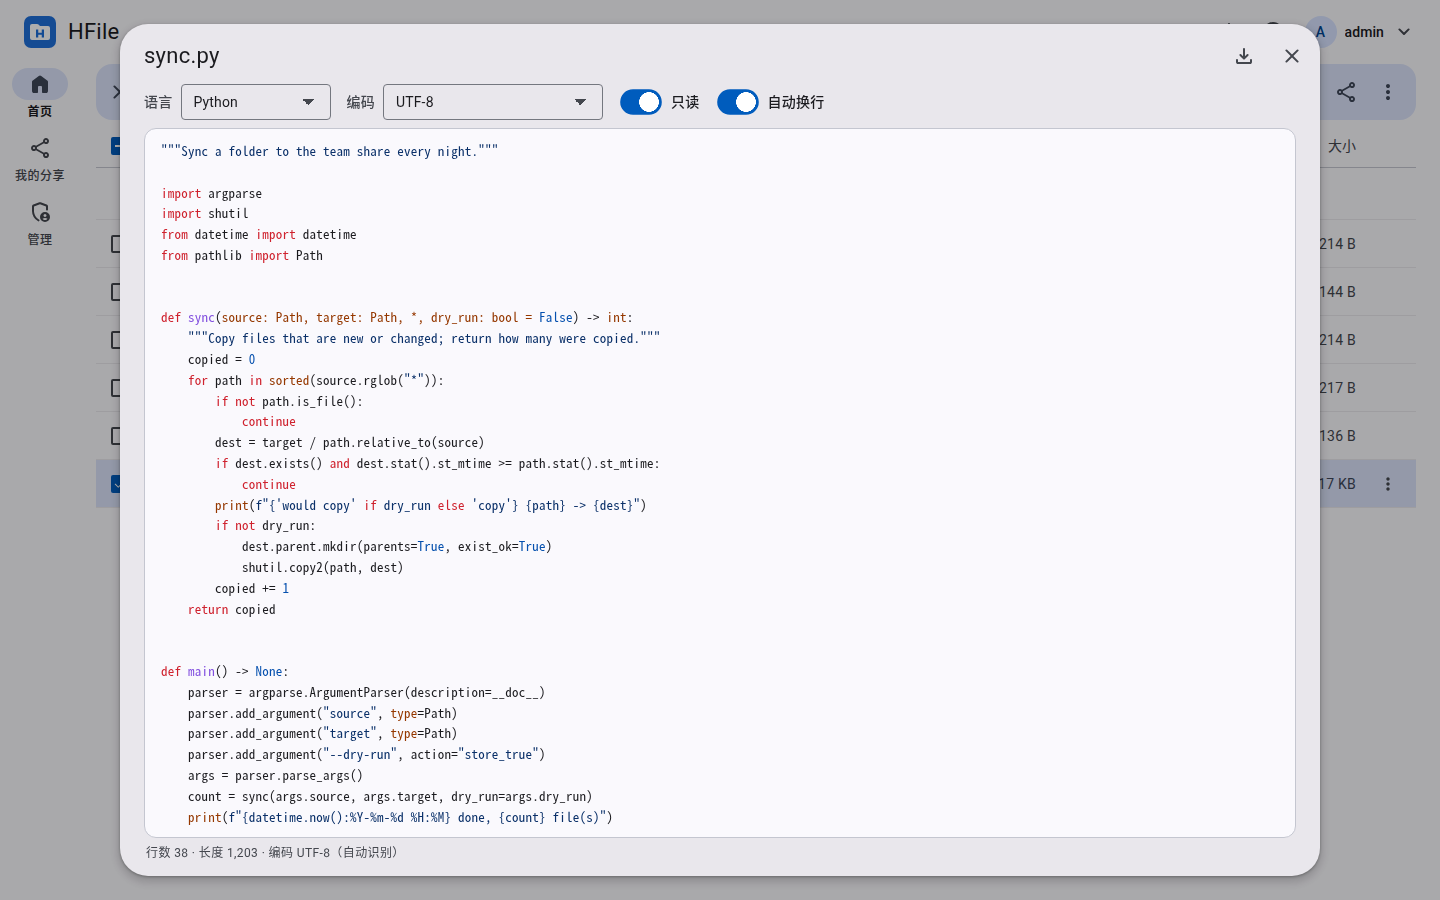 HFile
A admin
首页
我的分享
管理
大小
214 B
144 B
214 B
217 B
136 B
17 KB
sync.py
语言 Python 编码 UTF-8 只读 自动换行
"""Sync a folder to the team share every night."""
import argparse
import shutil
from datetime import datetime
from pathlib import Path
def sync(source: Path, target: Path, *, dry_run: bool = False) -> int:
    """Copy files that are new or changed; return how many were copied."""
    copied = 0
    for path in sorted(source.rglob("*")):
        if not path.is_file():
            continue
        dest = target / path.relative_to(source)
        if dest.exists() and dest.stat().st_mtime >= path.stat().st_mtime:
            continue
        print(f"{'would copy' if dry_run else 'copy'} {path} -> {dest}")
        if not dry_run:
            dest.parent.mkdir(parents=True, exist_ok=True)
            shutil.copy2(path, dest)
        copied += 1
    return copied
def main() -> None:
    parser = argparse.ArgumentParser(description=__doc__)
    parser.add_argument("source", type=Path)
    parser.add_argument("target", type=Path)
    parser.add_argument("--dry-run", action="store_true")
    args = parser.parse_args()
    count = sync(args.source, args.target, dry_run=args.dry_run)
    print(f"{datetime.now():%Y-%m-%d %H:%M} done, {count} file(s)")
行数 38 · 长度 1,203 · 编码 UTF-8（自动识别）